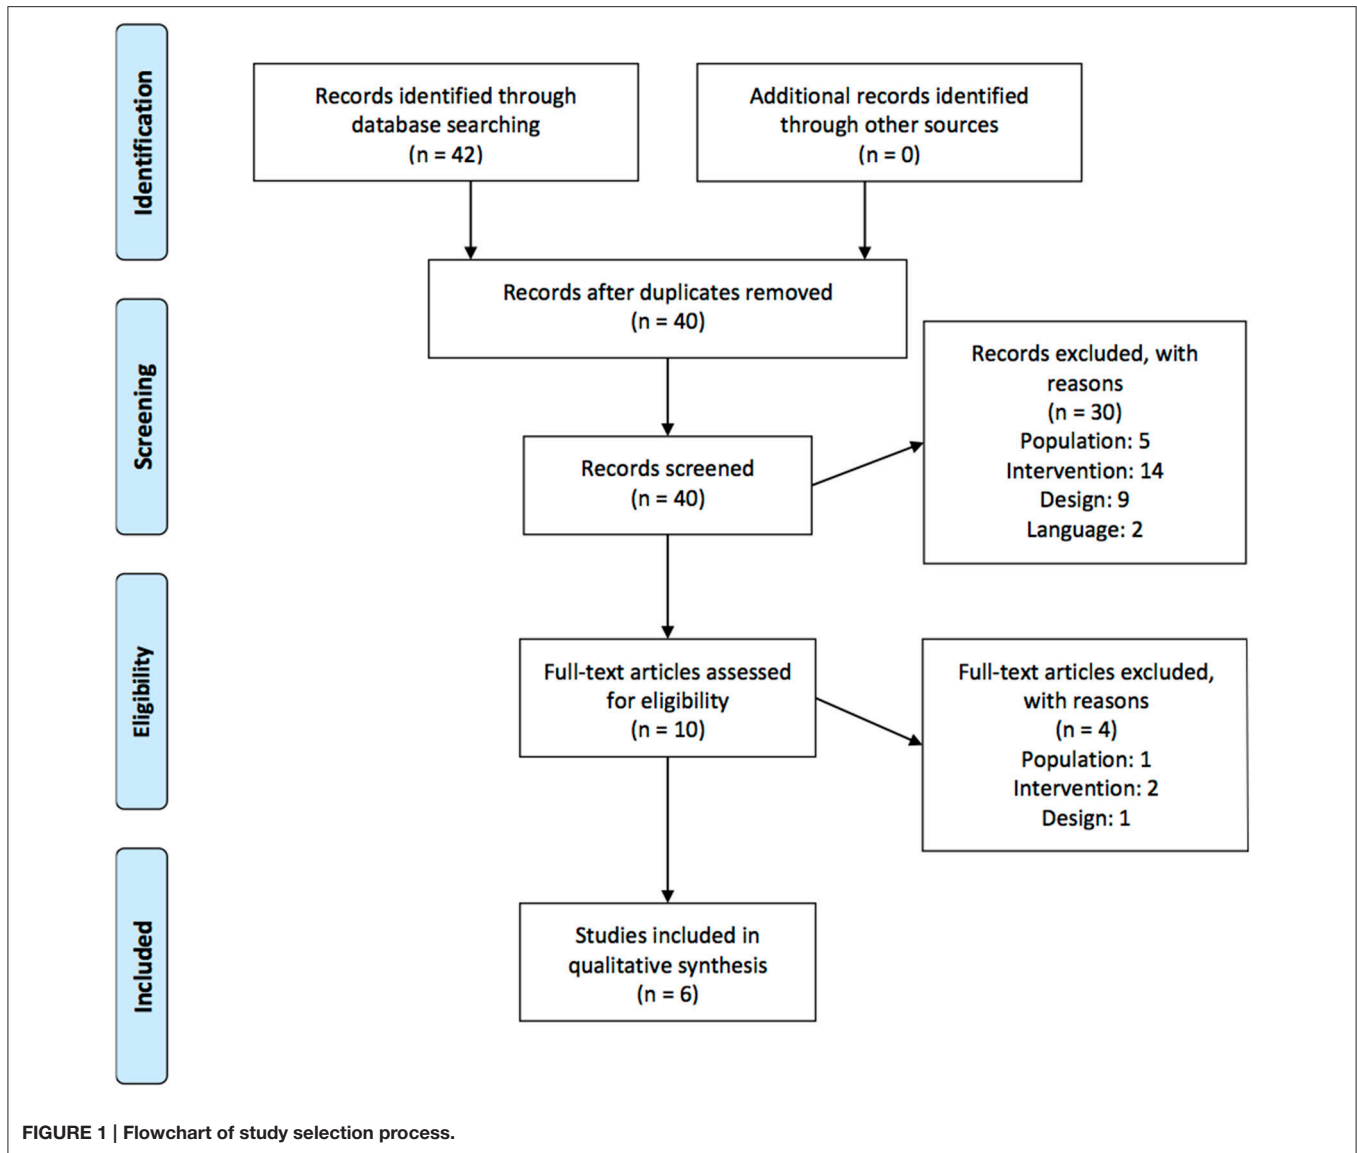 Identification
Records identified through
database searching
(n = 42)
Additional records identified
through other sources
(n = 0)
Records after duplicates removed
(n = 40)
Screening
Records screened
(n = 40)
Records excluded, with
reasons
(n = 30)
Population: 5
Intervention: 14
Design: 9
Language: 2
Eligibility
Full-text articles assessed
for eligibility
(n = 10)
Full-text articles excluded,
with reasons
(n = 4)
Population: 1
Intervention: 2
Design: 1
Included
Studies included in
qualitative synthesis
(n = 6)
FIGURE 1 | Flowchart of study selection process.